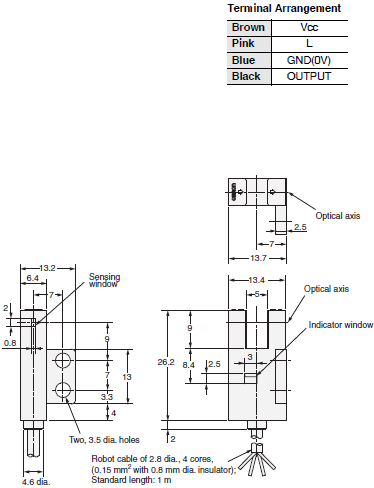 Terminal Arrangement
Brown Vcc
Pink L
Blue GND(0V)
Black OUTPUT
Optical axis
2.5
7
13.7
13.2
6.4
7
Sensing
window
2
0.8
9
7
13
3.3
4
Two, 3.5 dia. holes
4.6 dia.
13.4
5
Optical axis
Indicator window
9
3
26.2
8.4
2.5
2
Robot cable of 2.8 dia., 4 cores,
(0.15 mm2 with 0.8 mm dia. insulator);
Standard length: 1 m